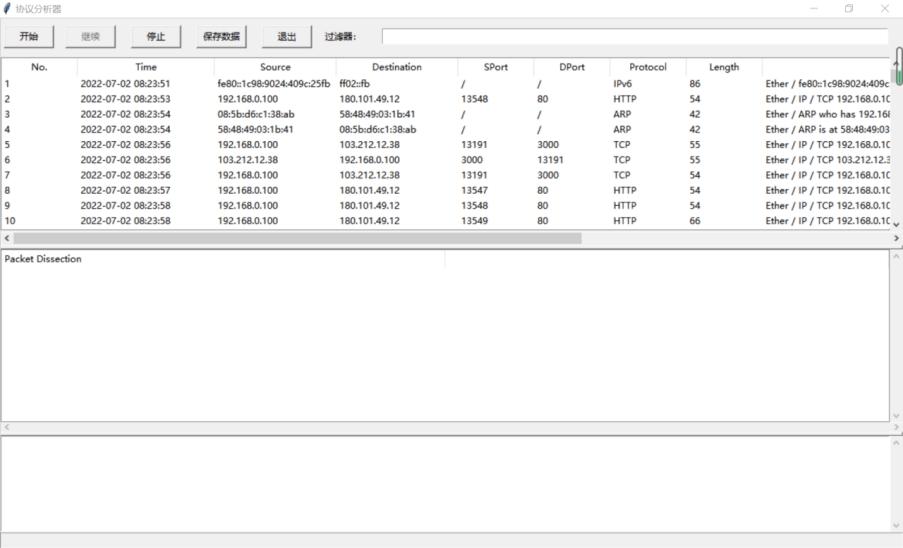 协议分析器
开始 继续 停止 保存数据 退出 过滤器：
No. Time Source Destination SPort DPort Protocol Length
1 2022-07-02 08:23:51 fe80::1c98:9024:409c:25fb ff02::fb / / IPv6 86 Ether / fe80::1c98:9024:409c
2 2022-07-02 08:23:53 192.168.0.100 180.101.49.12 13548 80 HTTP 54 Ether / IP / TCP 192.168.0.10
3 2022-07-02 08:23:54 08:5b:d6:c1:38:ab 58:48:49:03:1b:41 / / ARP 42 Ether / ARP who has 192.168
4 2022-07-02 08:23:54 58:48:49:03:1b:41 08:5b:d6:c1:38:ab / / ARP 42 Ether / ARP is at 58:48:49:03
5 2022-07-02 08:23:56 192.168.0.100 103.212.12.38 13191 3000 TCP 55 Ether / IP / TCP 192.168.0.10
6 2022-07-02 08:23:56 103.212.12.38 192.168.0.100 3000 13191 TCP 55 Ether / IP / TCP 103.212.12.3
7 2022-07-02 08:23:56 192.168.0.100 103.212.12.38 13191 3000 TCP 54 Ether / IP / TCP 192.168.0.10
8 2022-07-02 08:23:57 192.168.0.100 180.101.49.12 13547 80 HTTP 54 Ether / IP / TCP 192.168.0.10
9 2022-07-02 08:23:58 192.168.0.100 180.101.49.12 13548 80 HTTP 54 Ether / IP / TCP 192.168.0.10
10 2022-07-02 08:23:58 192.168.0.100 180.101.49.12 13549 80 HTTP 66 Ether / IP / TCP 192.168.0.10
Packet Dissection